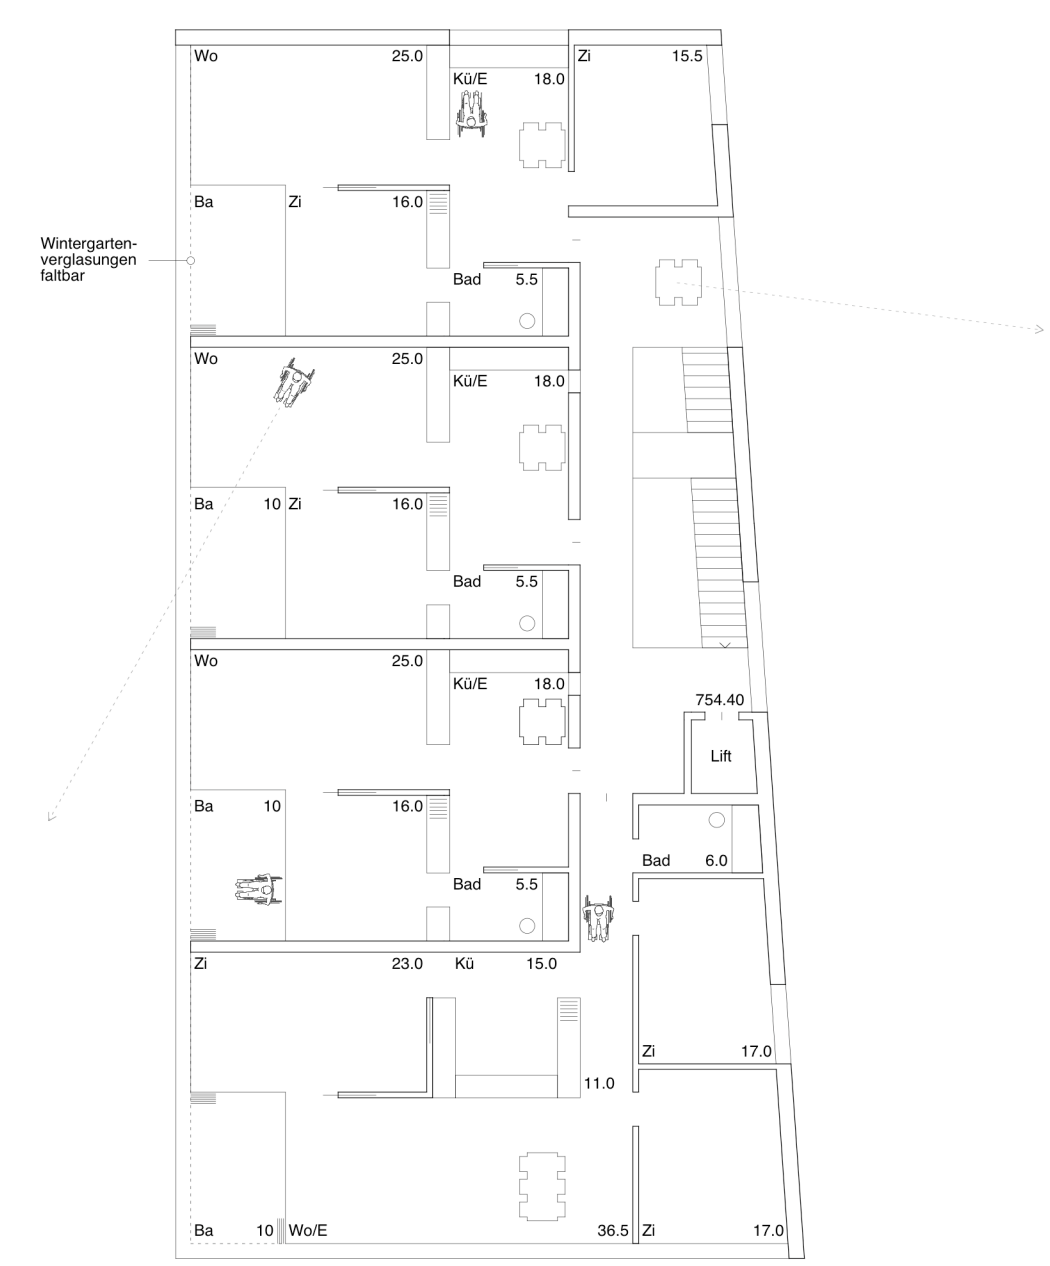 Wo 25.0
Zi 15.5
Kü/E 18.0
Ba
Zi 16.0
Wintergarten-
verglasungen
faltbar
Bad 5.5
Wo 25.0
Kü/E 18.0
Ba 10
Zi 16.0
Bad 5.5
Wo 25.0
Kü/E 18.0
754.40
Lift
Ba 10
Zi 16.0
Bad 6.0
Bad 5.5
Zi 23.0
Kü 15.0
Zi 17.0
11.0
Ba 10
Wo/E 36.5
Zi 17.0